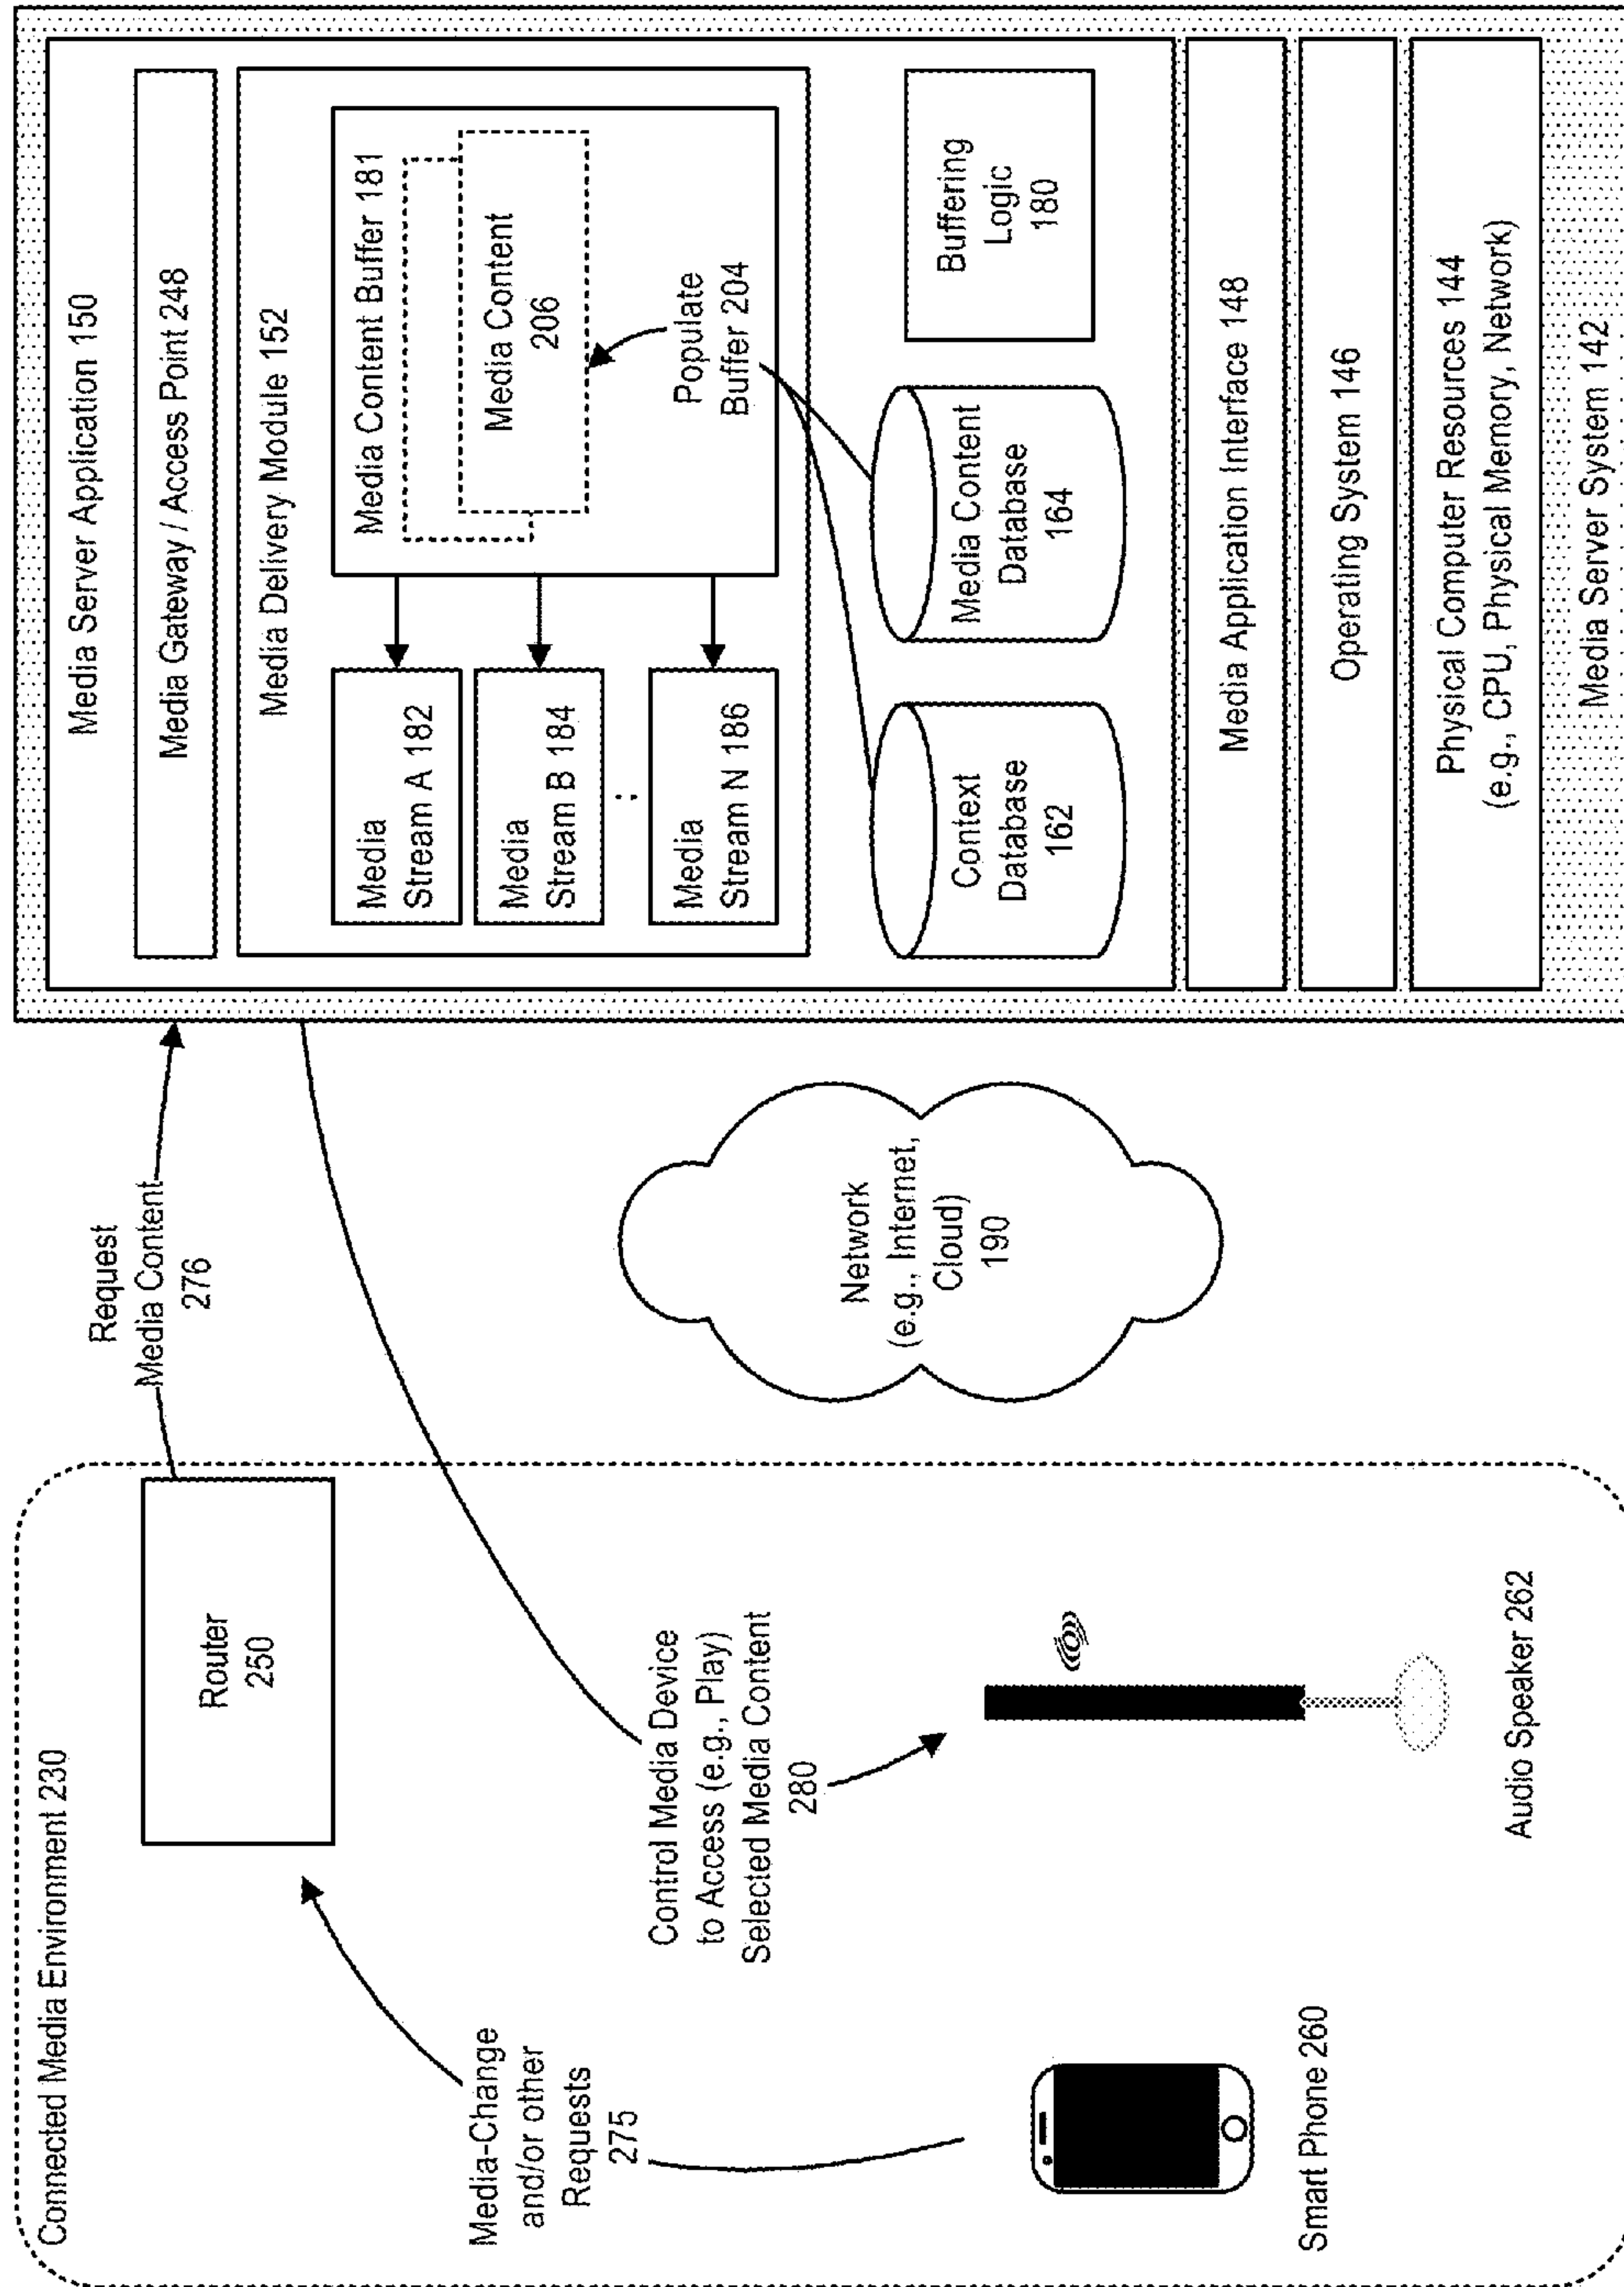 Connected Media Environment 230
Router
250
Media-Change
and/or other
Requests
275
Control Media Device
to Access (e.g., Play)
Selected Media Content
280
Smart Phone 260
Audio Speaker 262
Request
Media Content
276
Network
(e.g., Internet,
Cloud)
190
Media Server Application 150
Media Gateway / Access Point 248
Media Delivery Module 152
Media
Stream A 182
Media
Stream B 184
:
Media
Stream N 186
Media Content Buffer 181
Media Content
206
Populate
Buffer 204
Context
Database
162
Media Content
Database
164
Buffering
Logic
180
Media Application Interface 148
Operating System 146
Physical Computer Resources 144
(e.g., CPU, Physical Memory, Network)
Media Server System 142